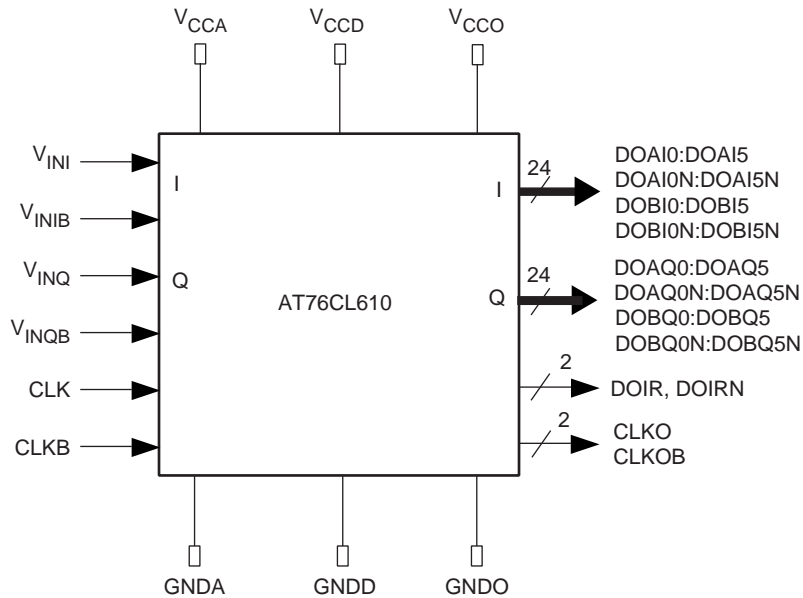 VCCA
VCCD
VCCO
VINI
VINIB
VINQ
VINQB
CLK
CLKB
I
Q
AT76CL610
I
Q
24
DOAI0:DOAI5
DOAI0N:DOAI5N
DOBI0:DOBI5
DOBI0N:DOBI5N
24
DOAQ0:DOAQ5
DOAQ0N:DOAQ5N
DOBQ0:DOBQ5
DOBQ0N:DOBQ5N
2
DOIR, DOIRN
2
CLKO
CLKOB
GNDA
GNDD
GNDO